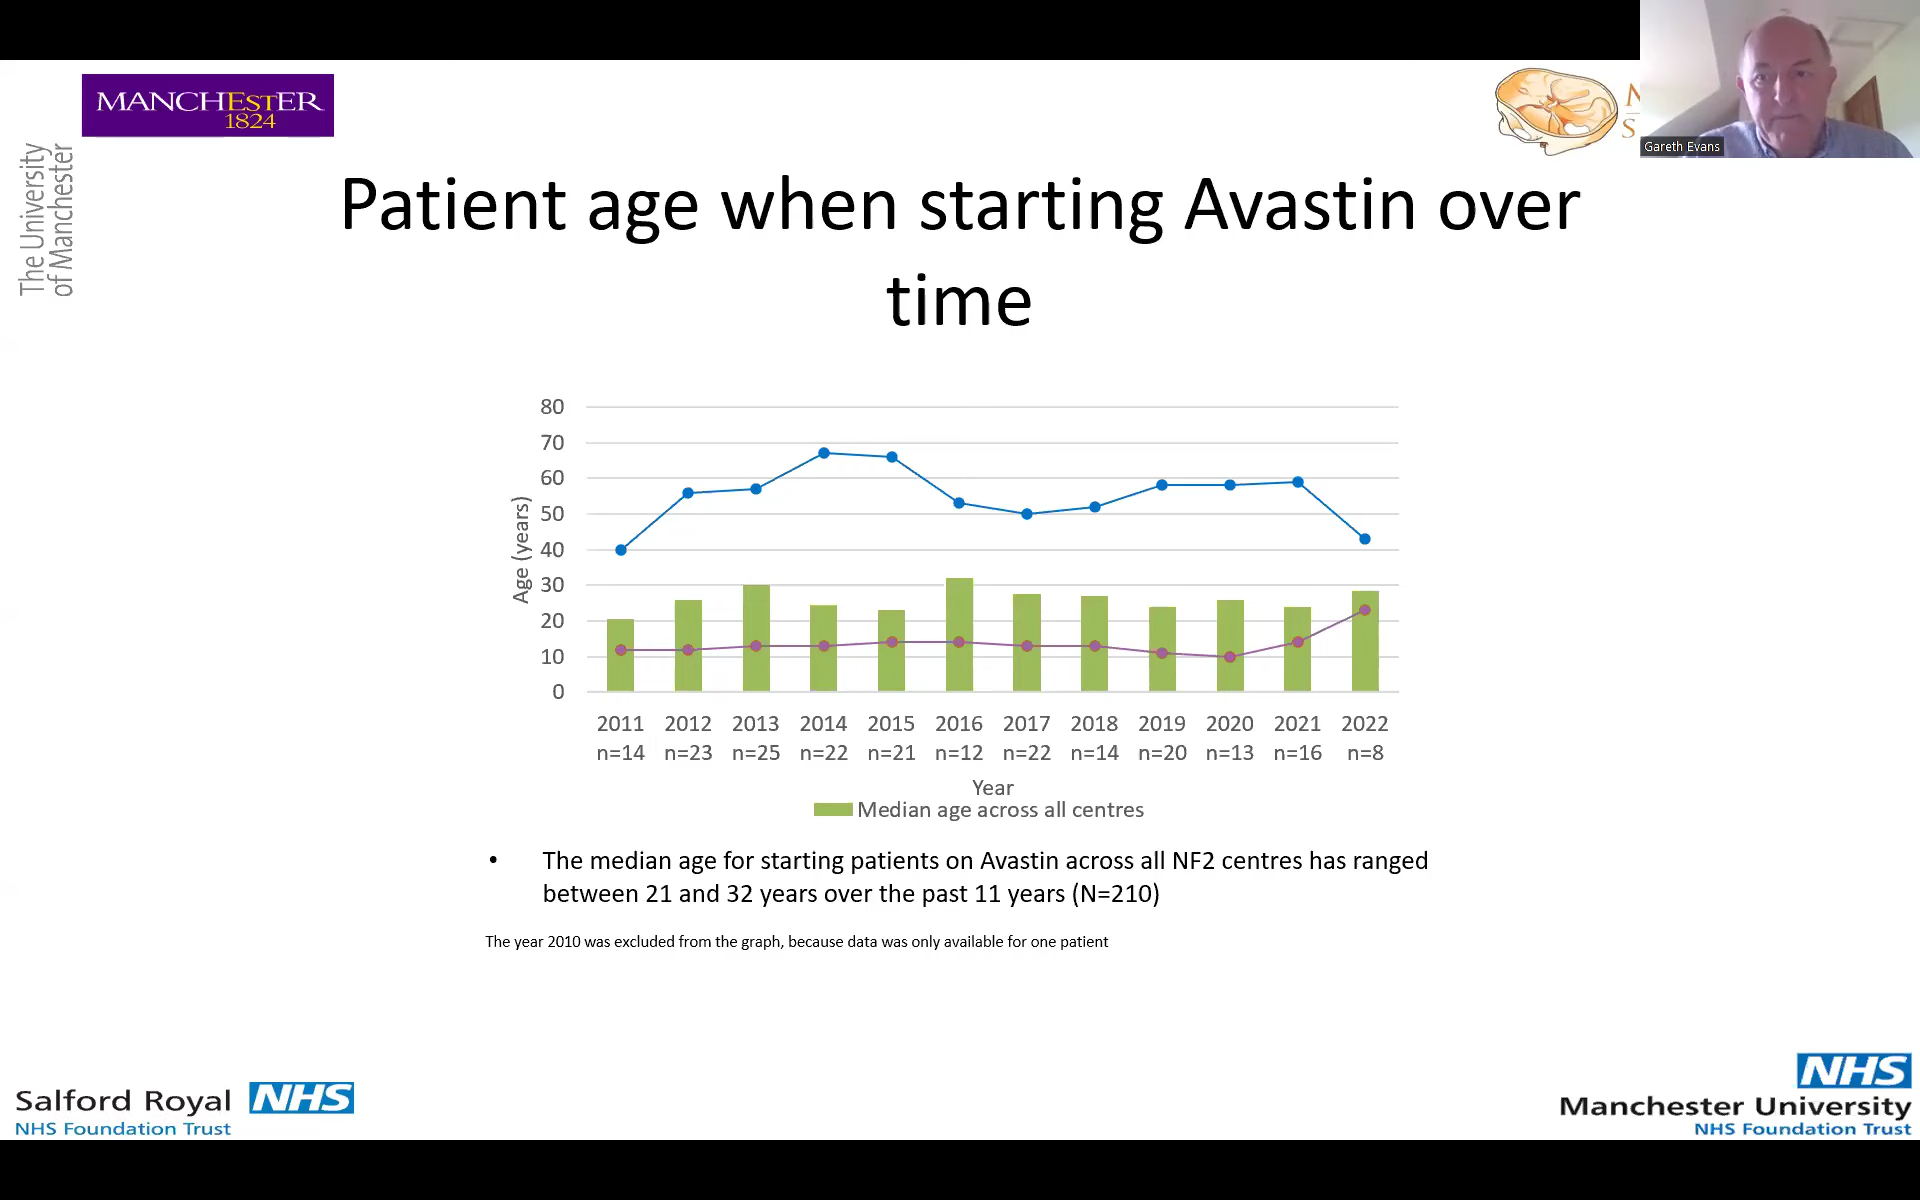 MANCHESTER
1824
The University
of Manchester
N
S
Gareth Evans
Patient age when starting Avastin over
time
80
70
60
50
40
30
20
10
0
Age (years)
2011 2012 2013 2014 2015 2016 2017 2018 2019 2020 2021 2022
n=14 n=23 n=25 n=22 n=21 n=12 n=22 n=14 n=20 n=13 n=16 n=8
Year
Median age across all centres
• The median age for starting patients on Avastin across all NF2 centres has ranged
between 21 and 32 years over the past 11 years (N=210)
The year 2010 was excluded from the graph, because data was only available for one patient
Salford Royal NHS
NHS Foundation Trust
NHS
Manchester University
NHS Foundation Trust